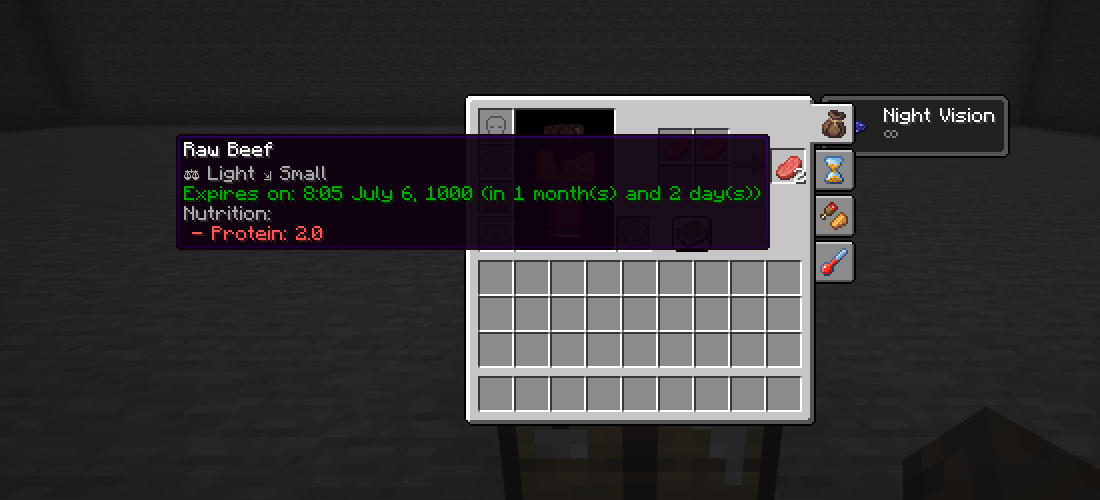 Raw Beef
Light ⇲ Small
Expires on: 8:05 July 6, 1000 (in 1 month(s) and 2 day(s))
Nutrition:
- Protein: 2.0
2
Night Vision
∞